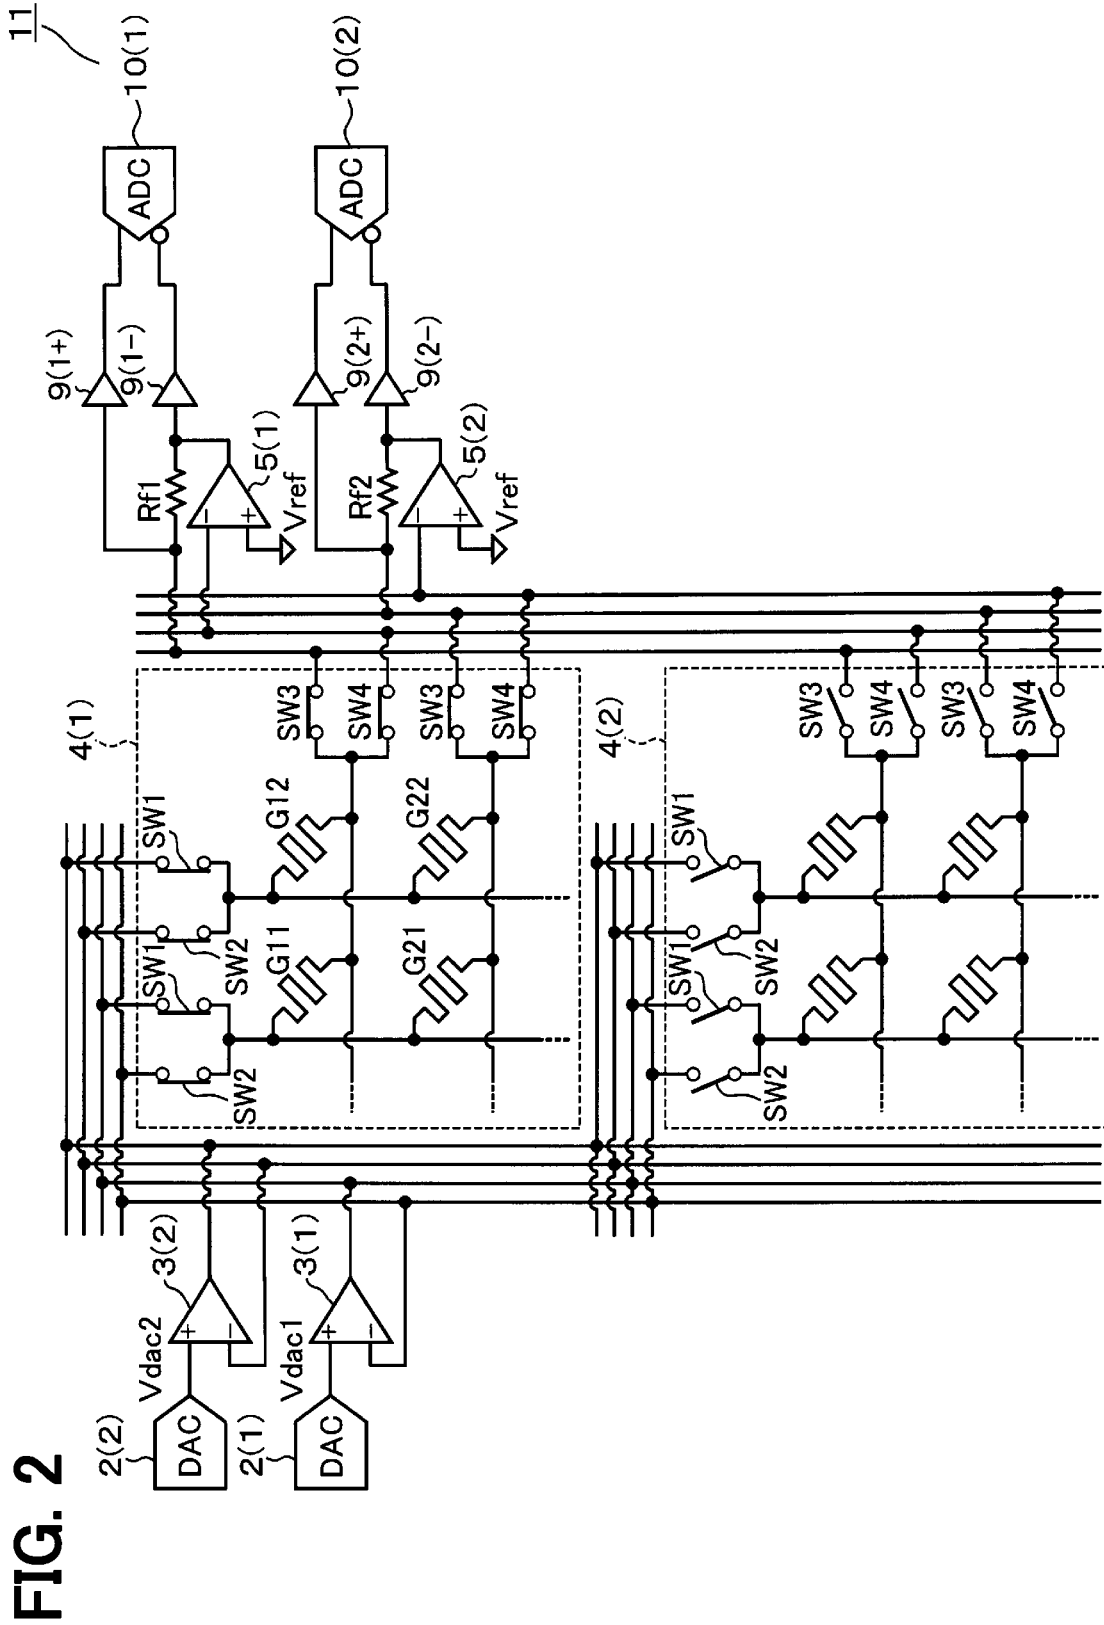 FIG. 2
11
2(2)
DAC
Vdac2
+
−
3(2)
2(1)
DAC
Vdac1
+
−
3(1)
4(1)
SW2
SW1
SW2
SW1
G11
G12
G21
G22
SW3
SW4
SW3
SW4
4(2)
SW2
SW1
SW2
SW1
SW3
SW4
SW3
SW4
Rf1
−
+
Vref
5(1)
9(1+)
9(1−)
ADC
10(1)
Rf2
−
+
Vref
5(2)
9(2+)
9(2−)
ADC
10(2)